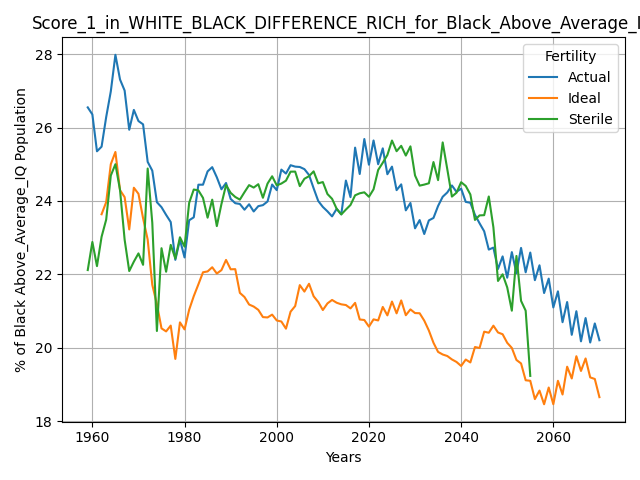 Score_1_in_WHITE_BLACK_DIFFERENCE_RICH_for_Black_Above_Average_I
% of Black Above_Average_IQ Population
28
26
24
22
20
18
Fertility
Actual
Ideal
Sterile
1960
1980
2000
2020
2040
2060
Years